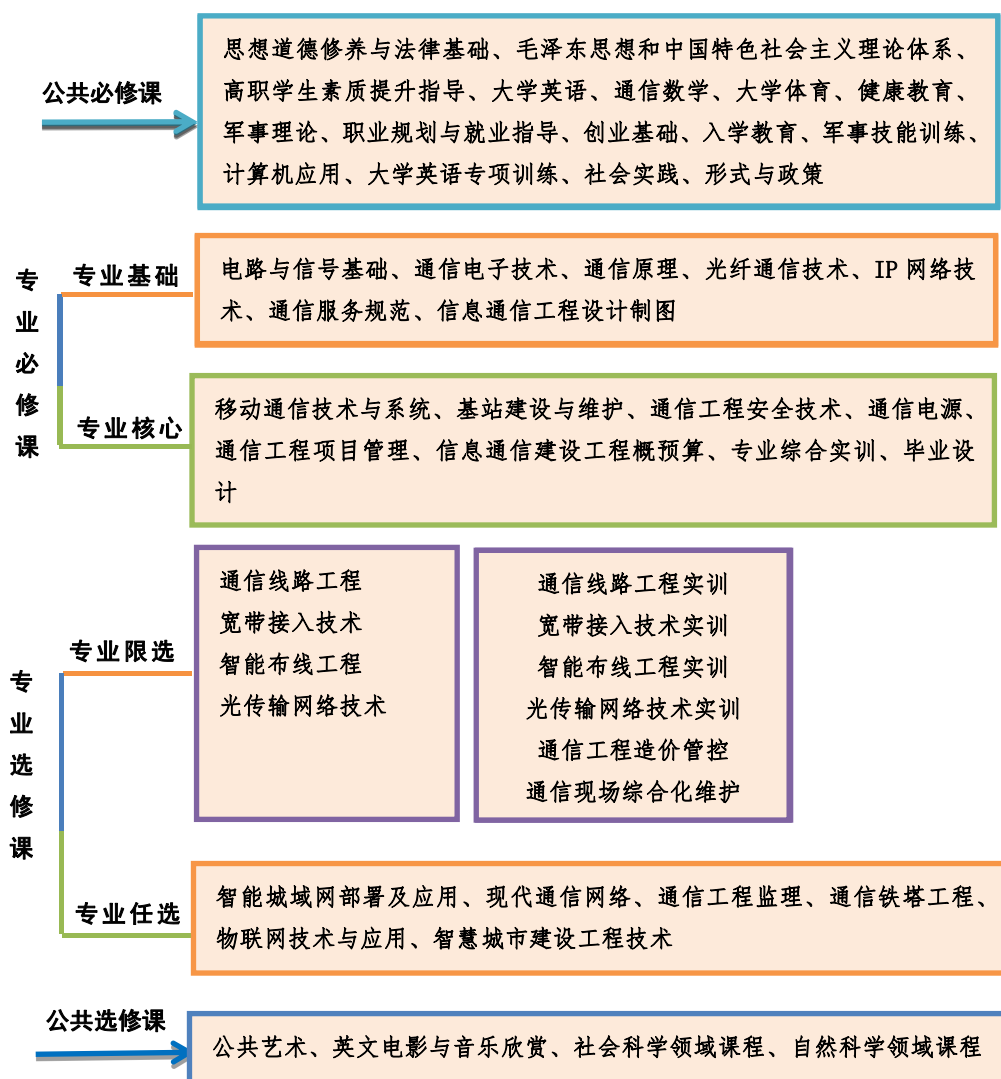 公共必修课
思想道德修养与法律基础、毛泽东思想和中国特色社会主义理论体系、
高职学生素质提升指导、大学英语、通信数学、大学体育、健康教育、
军事理论、职业规划与就业指导、创业基础、入学教育、军事技能训练、
计算机应用、大学英语专项训练、社会实践、形式与政策
专业必修课
专业基础
电路与信号基础、通信电子技术、通信原理、光纤通信技术、IP 网络技
术、通信服务规范、信息通信工程设计制图
专业核心
移动通信技术与系统、基站建设与维护、通信工程安全技术、通信电源、
通信工程项目管理、信息通信建设工程概预算、专业综合实训、毕业设
计
专业选修课
专业限选
通信线路工程
宽带接入技术
智能布线工程
光传输网络技术
通信线路工程实训
宽带接入技术实训
智能布线工程实训
光传输网络技术实训
通信工程造价管控
通信现场综合化维护
专业任选
智能城域网部署及应用、现代通信网络、通信工程监理、通信铁塔工程、
物联网技术与应用、智慧城市建设工程技术
公共选修课
公共艺术、英文电影与音乐欣赏、社会科学领域课程、自然科学领域课程